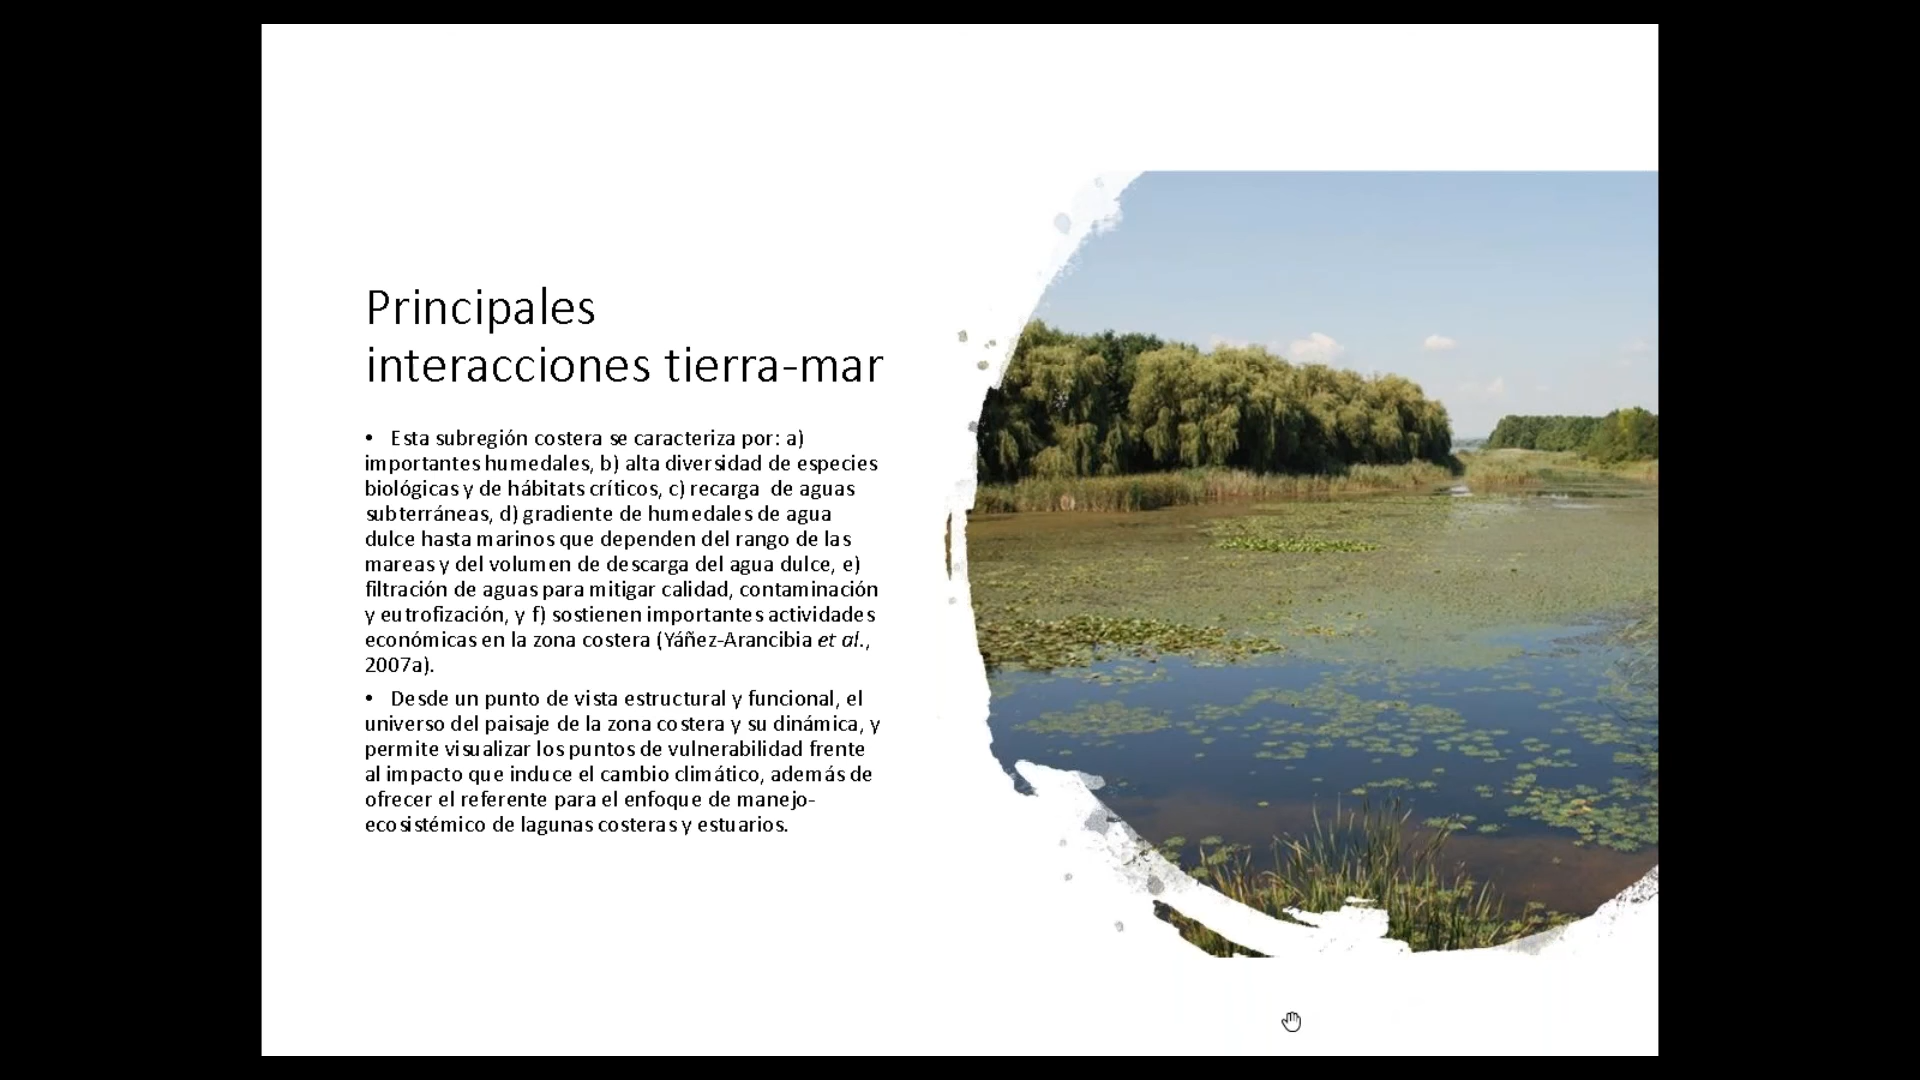 Principales
interacciones tierra-mar
• Esta subregión costera se caracteriza por: a)
importantes humedales, b) alta diversidad de especies
biológicas y de hábitats críticos, c) recarga de aguas
subterráneas, d) gradiente de humedales de agua
dulce hasta marinos que dependen del rango de las
mareas y del volumen de descarga del agua dulce, e)
filtración de aguas para mitigar calidad, contaminación
y eutrofización, y f) sostienen importantes actividades
económicas en la zona costera (Yáñez-Arancibia et al.,
2007a).
• Desde un punto de vista estructural y funcional, el
universo del paisaje de la zona costera y su dinámica, y
permite visualizar los puntos de vulnerabilidad frente
al impacto que induce el cambio climático, además de
ofrecer el referente para el enfoque de manejo-
ecosistémico de lagunas costeras y estuarios.